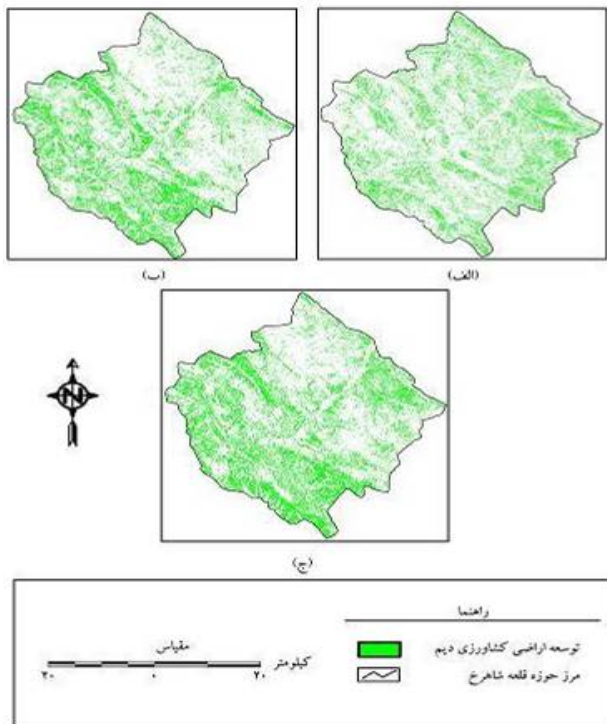 (الف)
(ب)
N
(ج)
راهنما
توسعه اراضی کشاورزی دیم
مرز حوزه قلعه شاهرخ
مقیاس
۲۰ ۰ ۲۰ کیلومتر